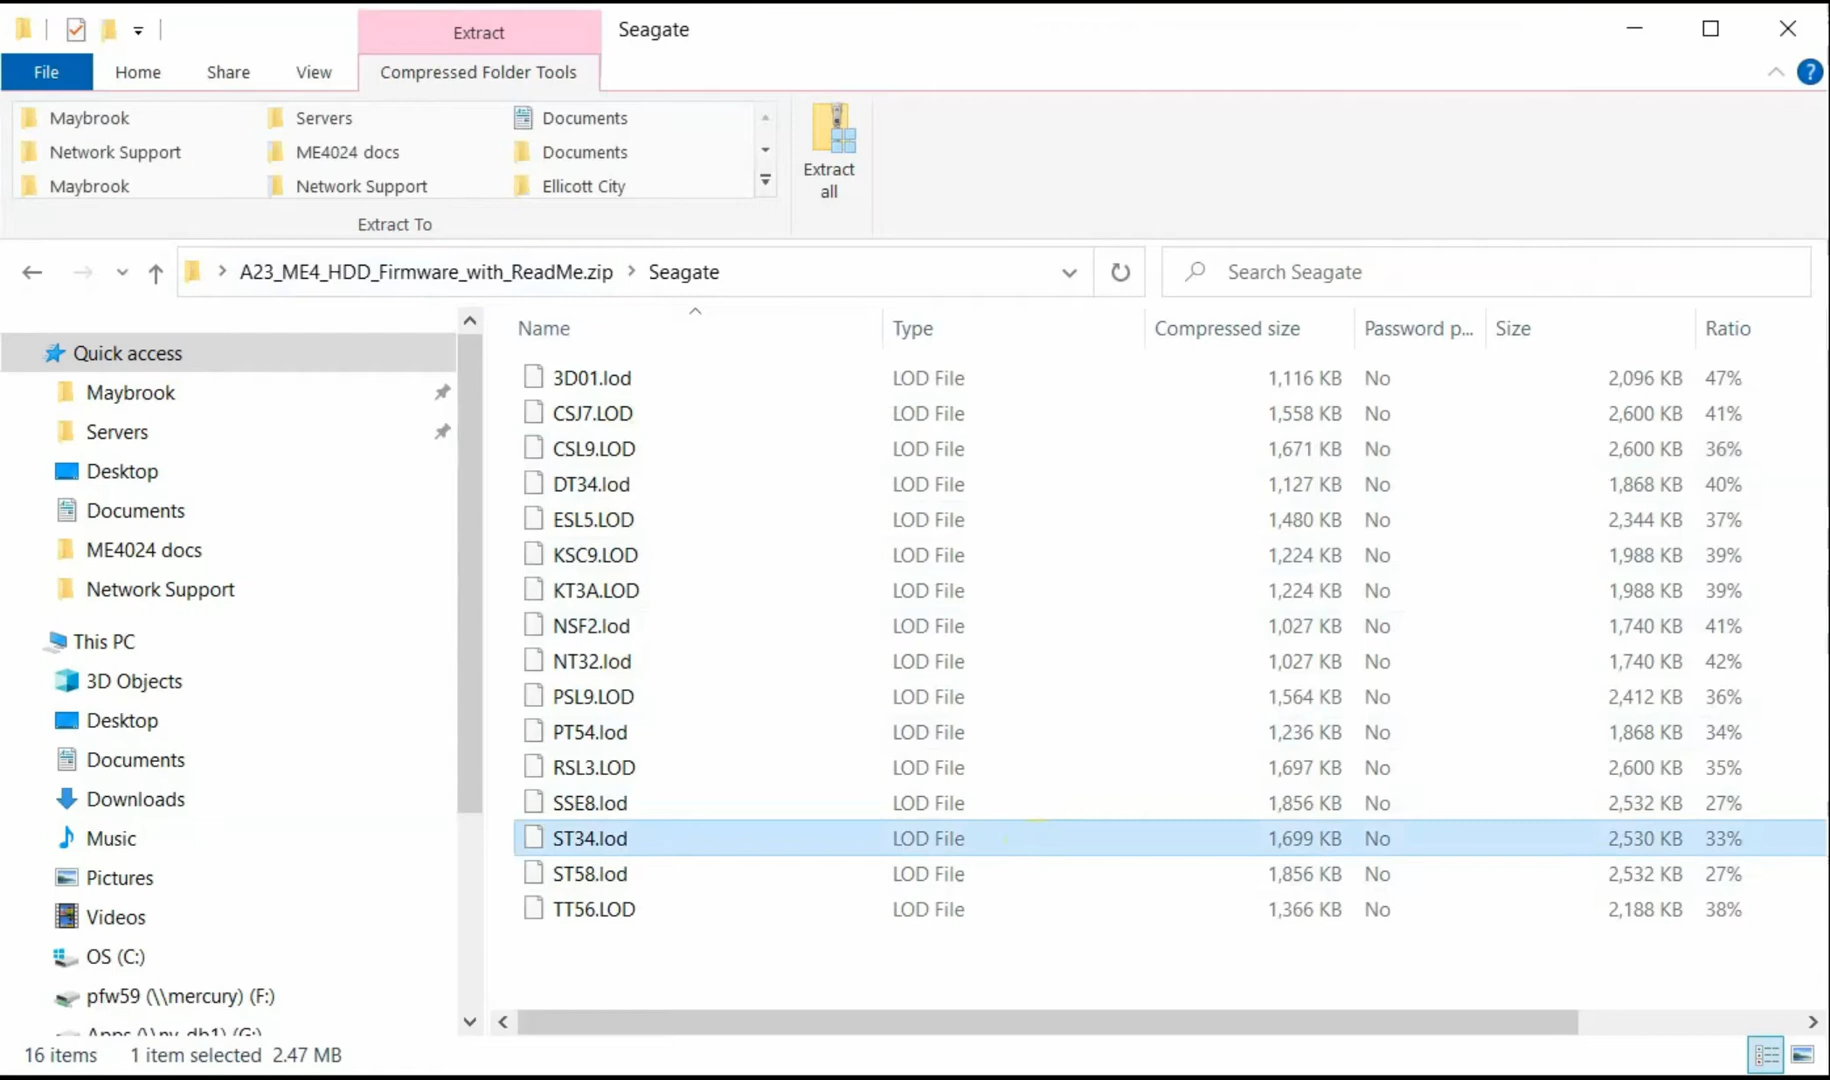 Extract
Seagate
File
Home
Share
View
Compressed Folder Tools
?
Maybrook
Servers
Documents
Network Support
ME4024 docs
Documents
Maybrook
Network Support
Ellicott City
Extract all
Extract To
A23_ME4_HDD_Firmware_with_ReadMe.zip > Seagate
Search Seagate
Name Type Compressed size Password p... Size Ratio
Quick access
Maybrook
Servers
Desktop
Documents
ME4024 docs
Network Support
This PC
3D Objects
Desktop
Documents
Downloads
Music
Pictures
Videos
OS (C:)
pfw59 (\\mercury) (F:)
Apps (\\ny_db1) (G:)
3D01.lod LOD File 1,116 KB No 2,096 KB 47%
CSJ7.LOD LOD File 1,558 KB No 2,600 KB 41%
CSL9.LOD LOD File 1,671 KB No 2,600 KB 36%
DT34.lod LOD File 1,127 KB No 1,868 KB 40%
ESL5.LOD LOD File 1,480 KB No 2,344 KB 37%
KSC9.LOD LOD File 1,224 KB No 1,988 KB 39%
KT3A.LOD LOD File 1,224 KB No 1,988 KB 39%
NSF2.lod LOD File 1,027 KB No 1,740 KB 41%
NT32.lod LOD File 1,027 KB No 1,740 KB 42%
PSL9.LOD LOD File 1,564 KB No 2,412 KB 36%
PT54.lod LOD File 1,236 KB No 1,868 KB 34%
RSL3.LOD LOD File 1,697 KB No 2,600 KB 35%
SSE8.lod LOD File 1,856 KB No 2,532 KB 27%
ST34.lod LOD File 1,699 KB No 2,530 KB 33%
ST58.lod LOD File 1,856 KB No 2,532 KB 27%
TT56.LOD LOD File 1,366 KB No 2,188 KB 38%
16 items 1 item selected 2.47 MB